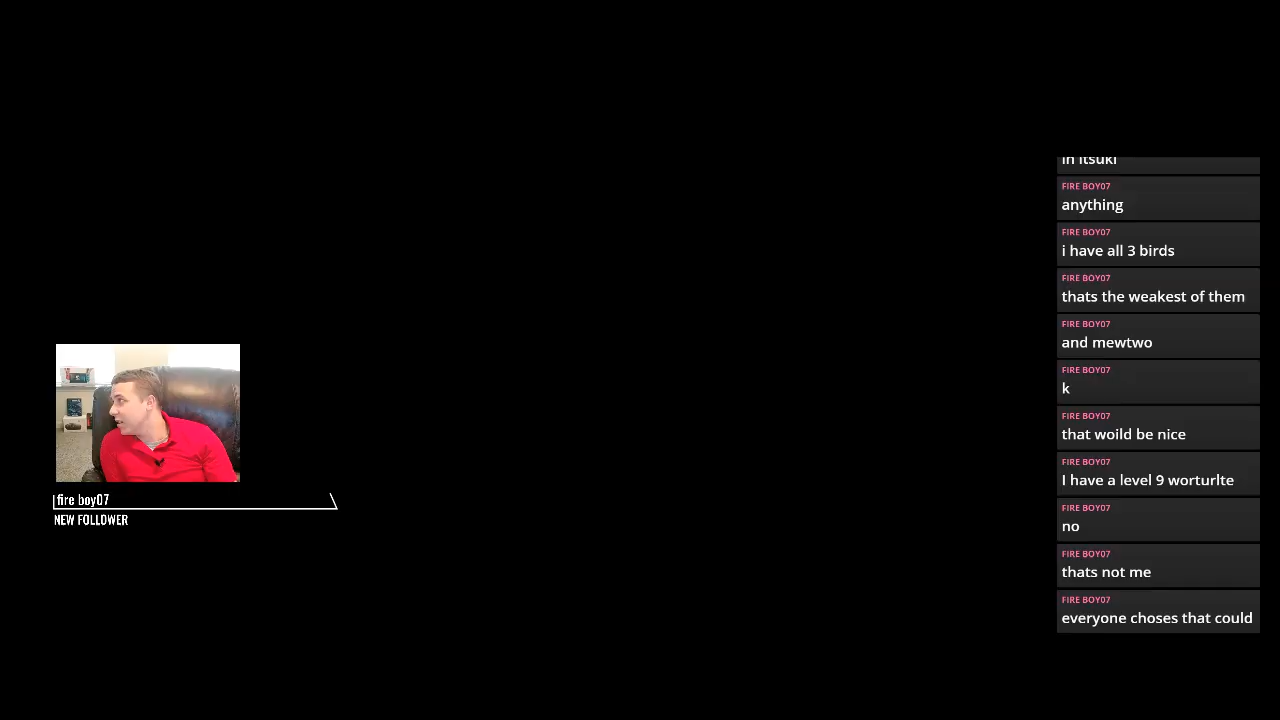 in itsuki
FIRE BOY07
anything
FIRE BOY07
i have all 3 birds
FIRE BOY07
thats the weakest of them
FIRE BOY07
and mewtwo
FIRE BOY07
k
FIRE BOY07
that woild be nice
FIRE BOY07
I have a level 9 worturlte
FIRE BOY07
no
FIRE BOY07
thats not me
FIRE BOY07
everyone choses that could
fire boy07
NEW FOLLOWER